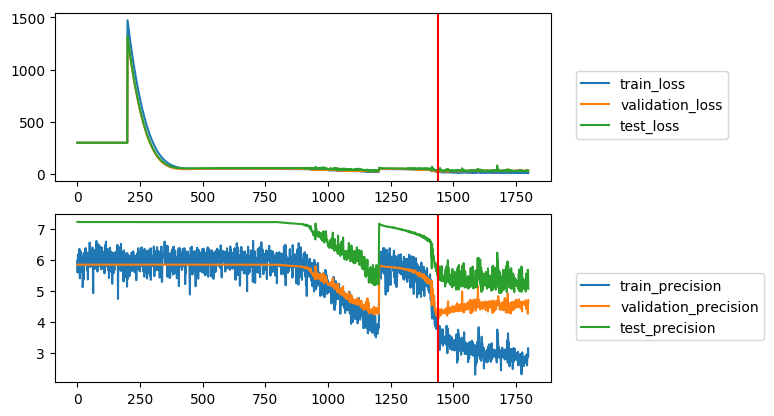 1500
1000
500
0
0 250 500 750 1000 1250 1500 1750
train_loss
validation_loss
test_loss
7
6
5
4
3
0 250 500 750 1000 1250 1500 1750
train_precision
validation_precision
test_precision